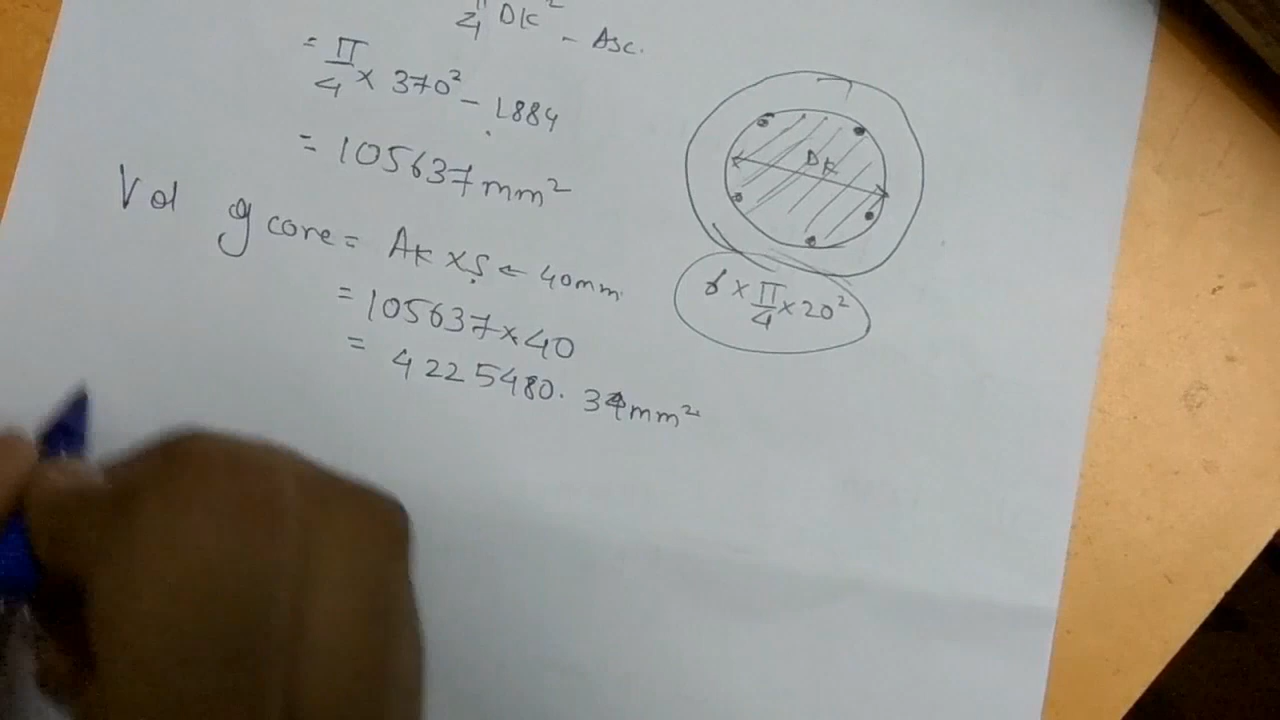 π/4 DK² - Asc.
= π/4 × 370² - 1884
= 105637 mm²
Vol of core = AK × S ← 40mm.
= 105637 × 40
= 4225480.34 mm²
DK
6 × π/4 × 20²